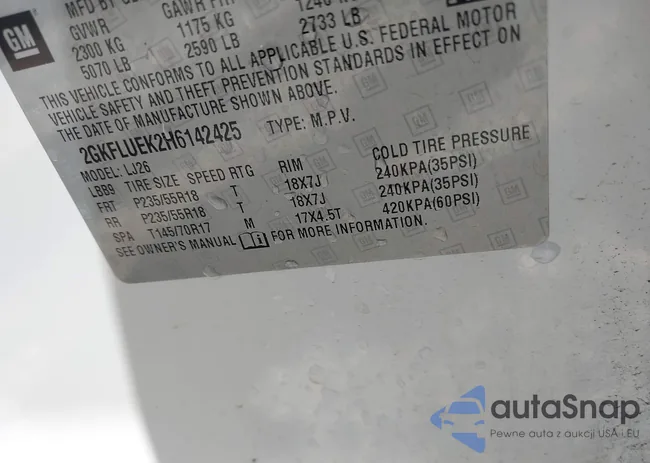 MFD BY
GVWR GAWR FRT
2300 KG 1175 KG 1240
5070 LB 2590 LB 2733 LB
GM
THIS VEHICLE CONFORMS TO ALL APPLICABLE U.S. FEDERAL MOTOR
VEHICLE SAFETY AND THEFT PREVENTION STANDARDS IN EFFECT ON
THE DATE OF MANUFACTURE SHOWN ABOVE.
2GKFLUEK2H6142425 TYPE: M.P.V.
MODEL: LJ26
LBB9 TIRE SIZE SPEED RTG RIM COLD TIRE PRESSURE
FRT P235/55R18 T 18X7J 240KPA(35PSI)
RR P235/55R18 T 18X7J 240KPA(35PSI)
SPA T145/70R17 M 17X4.5T 420KPA(60PSI)
SEE OWNER'S MANUAL FOR MORE INFORMATION.
autaSnap
Pewne auta z aukcji USA i EU